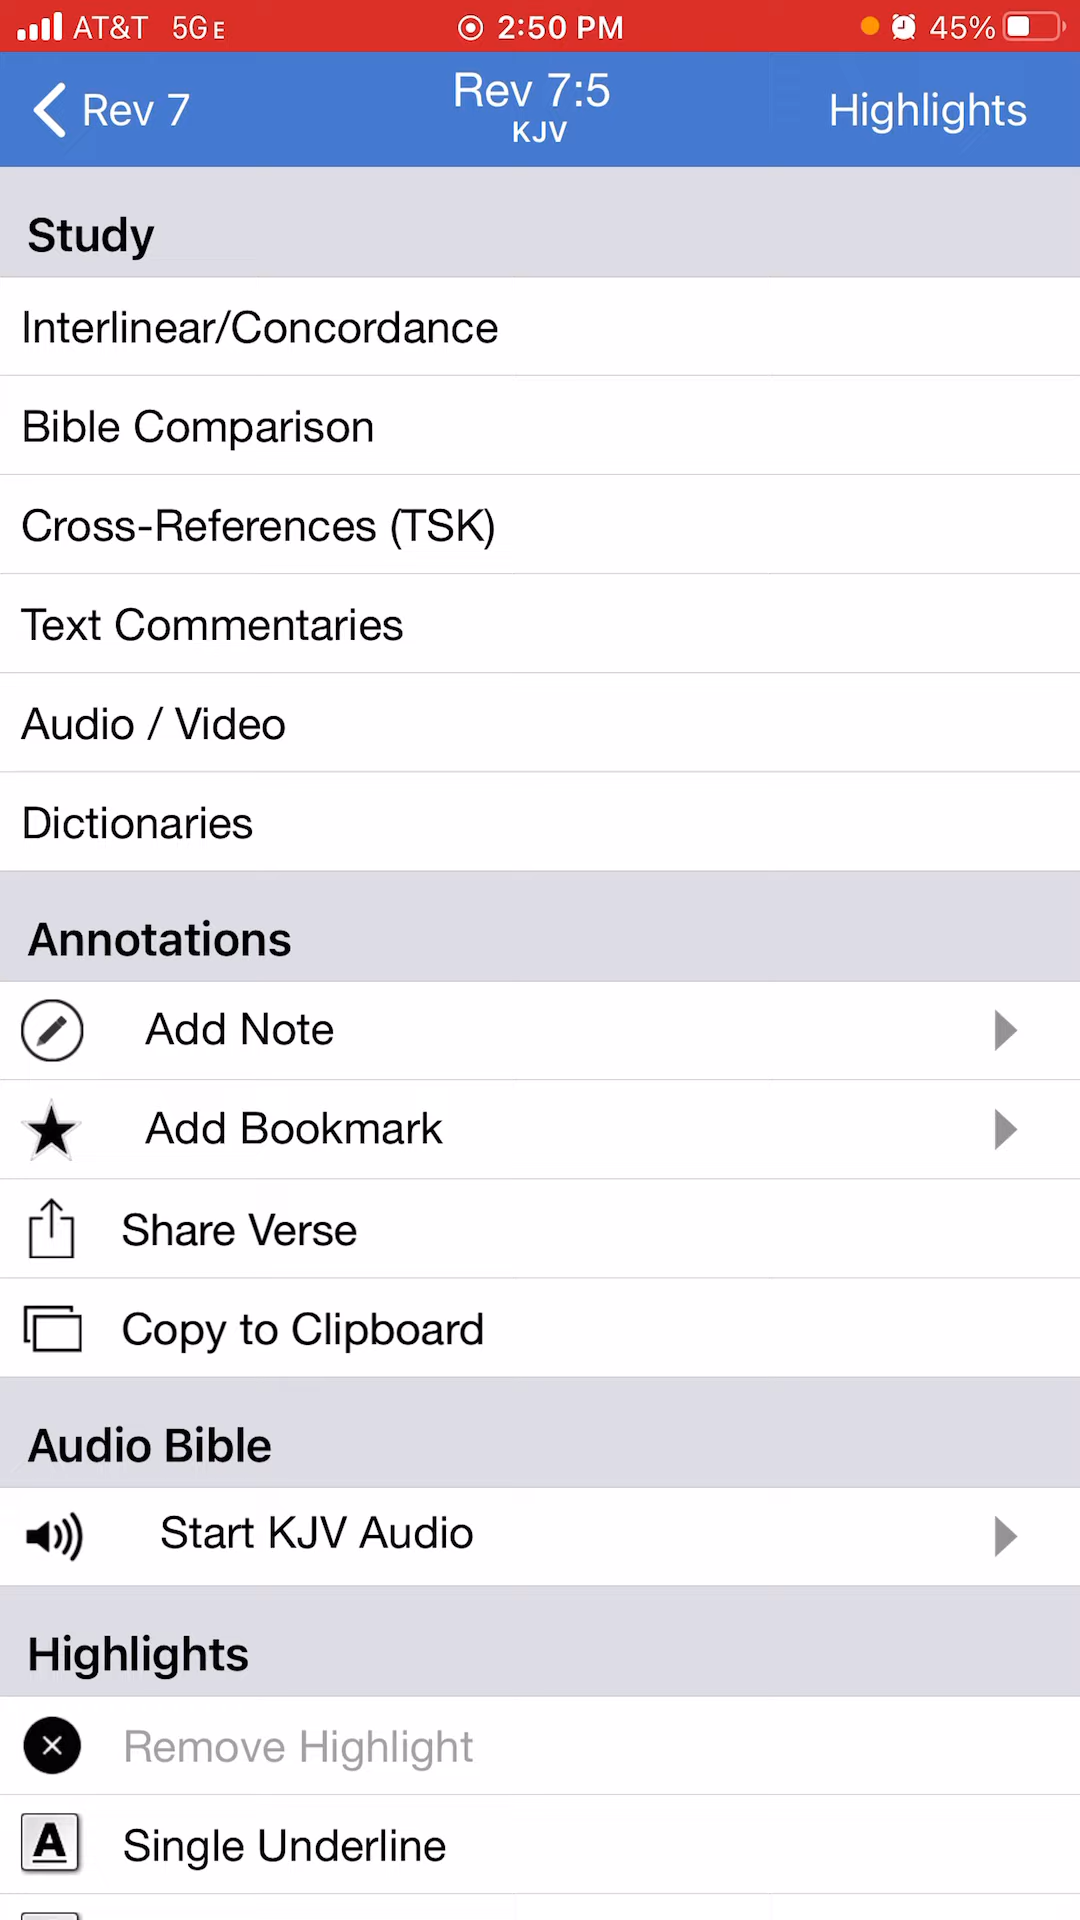 AT&T 5GE 2:50 PM 45%
Rev 7 Rev 7:5 Highlights
KJV
Study
Interlinear/Concordance
Bible Comparison
Cross-References (TSK)
Text Commentaries
Audio / Video
Dictionaries
Annotations
Add Note
Add Bookmark
Share Verse
Copy to Clipboard
Audio Bible
Start KJV Audio
Highlights
Remove Highlight
A Single Underline